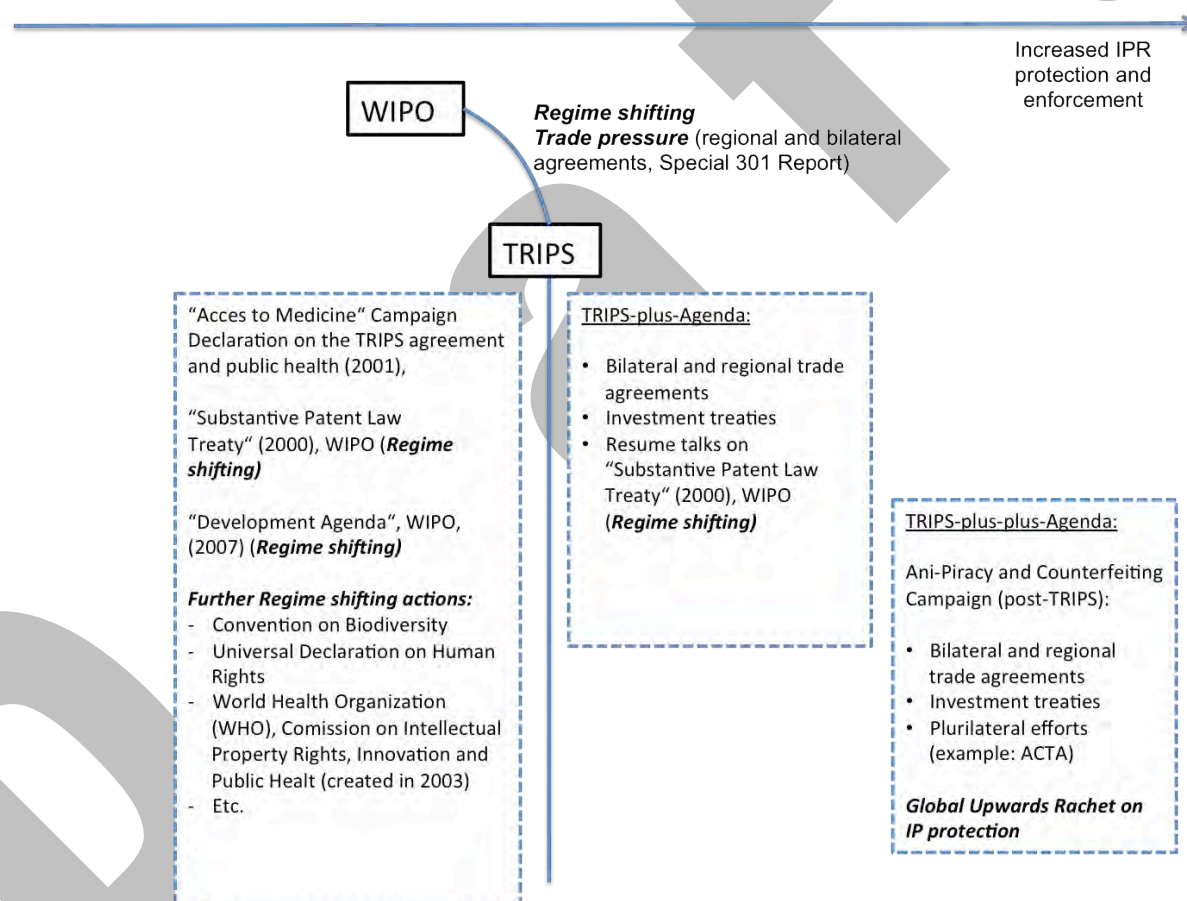 Increased IPR
protection and
enforcement
WIPO
Regime shifting
Trade pressure (regional and bilateral
agreements, Special 301 Report)
TRIPS
“Acces to Medicine“ Campaign
Declaration on the TRIPS agreement
and public health (2001),
“Substantive Patent Law
Treaty“ (2000), WIPO (Regime
shifting)
“Development Agenda“, WIPO,
(2007) (Regime shifting)
Further Regime shifting actions:
- Convention on Biodiversity
- Universal Declaration on Human
Rights
- World Health Organization
(WHO), Comission on Intellectual
Property Rights, Innovation and
Public Healt (created in 2003)
- Etc.
TRIPS-plus-Agenda:
• Bilateral and regional trade
agreements
• Investment treaties
• Resume talks on
“Substantive Patent Law
Treaty“ (2000), WIPO
(Regime shifting)
TRIPS-plus-plus-Agenda:
Ani-Piracy and Counterfeiting
Campaign (post-TRIPS):
• Bilateral and regional
trade agreements
• Investment treaties
• Plurilateral efforts
(example: ACTA)
Global Upwards Rachet on
IP protection